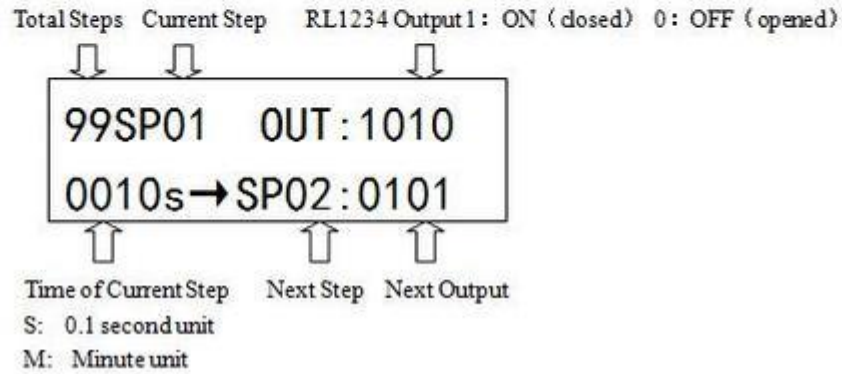 Total Steps Current Step RL1234 Output 1: ON (closed) 0: OFF (opened)
99SP01 OUT:1010
0010s→SP02:0101
Time of Current Step Next Step Next Output
S: 0.1 second unit
M: Minute unit